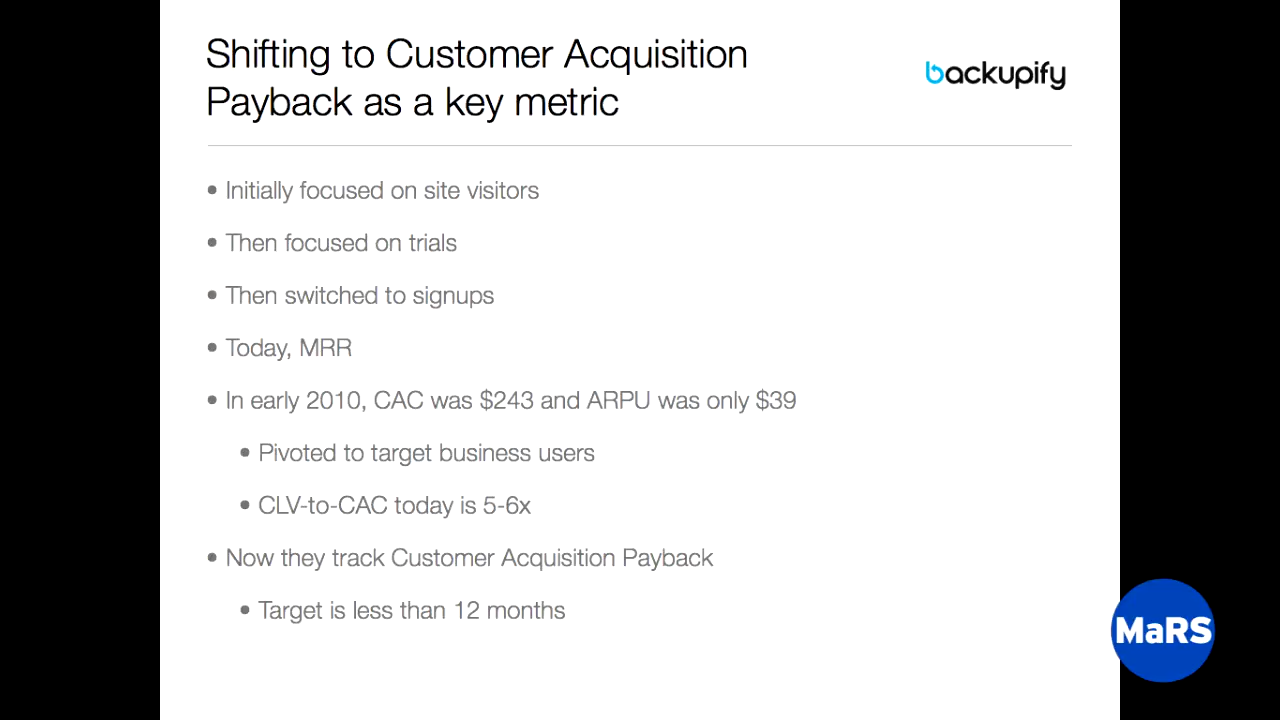 Shifting to Customer Acquisition
Payback as a key metric
backupify
• Initially focused on site visitors
• Then focused on trials
• Then switched to signups
• Today, MRR
• In early 2010, CAC was $243 and ARPU was only $39
• Pivoted to target business users
• CLV-to-CAC today is 5-6x
• Now they track Customer Acquisition Payback
• Target is less than 12 months
MaRS